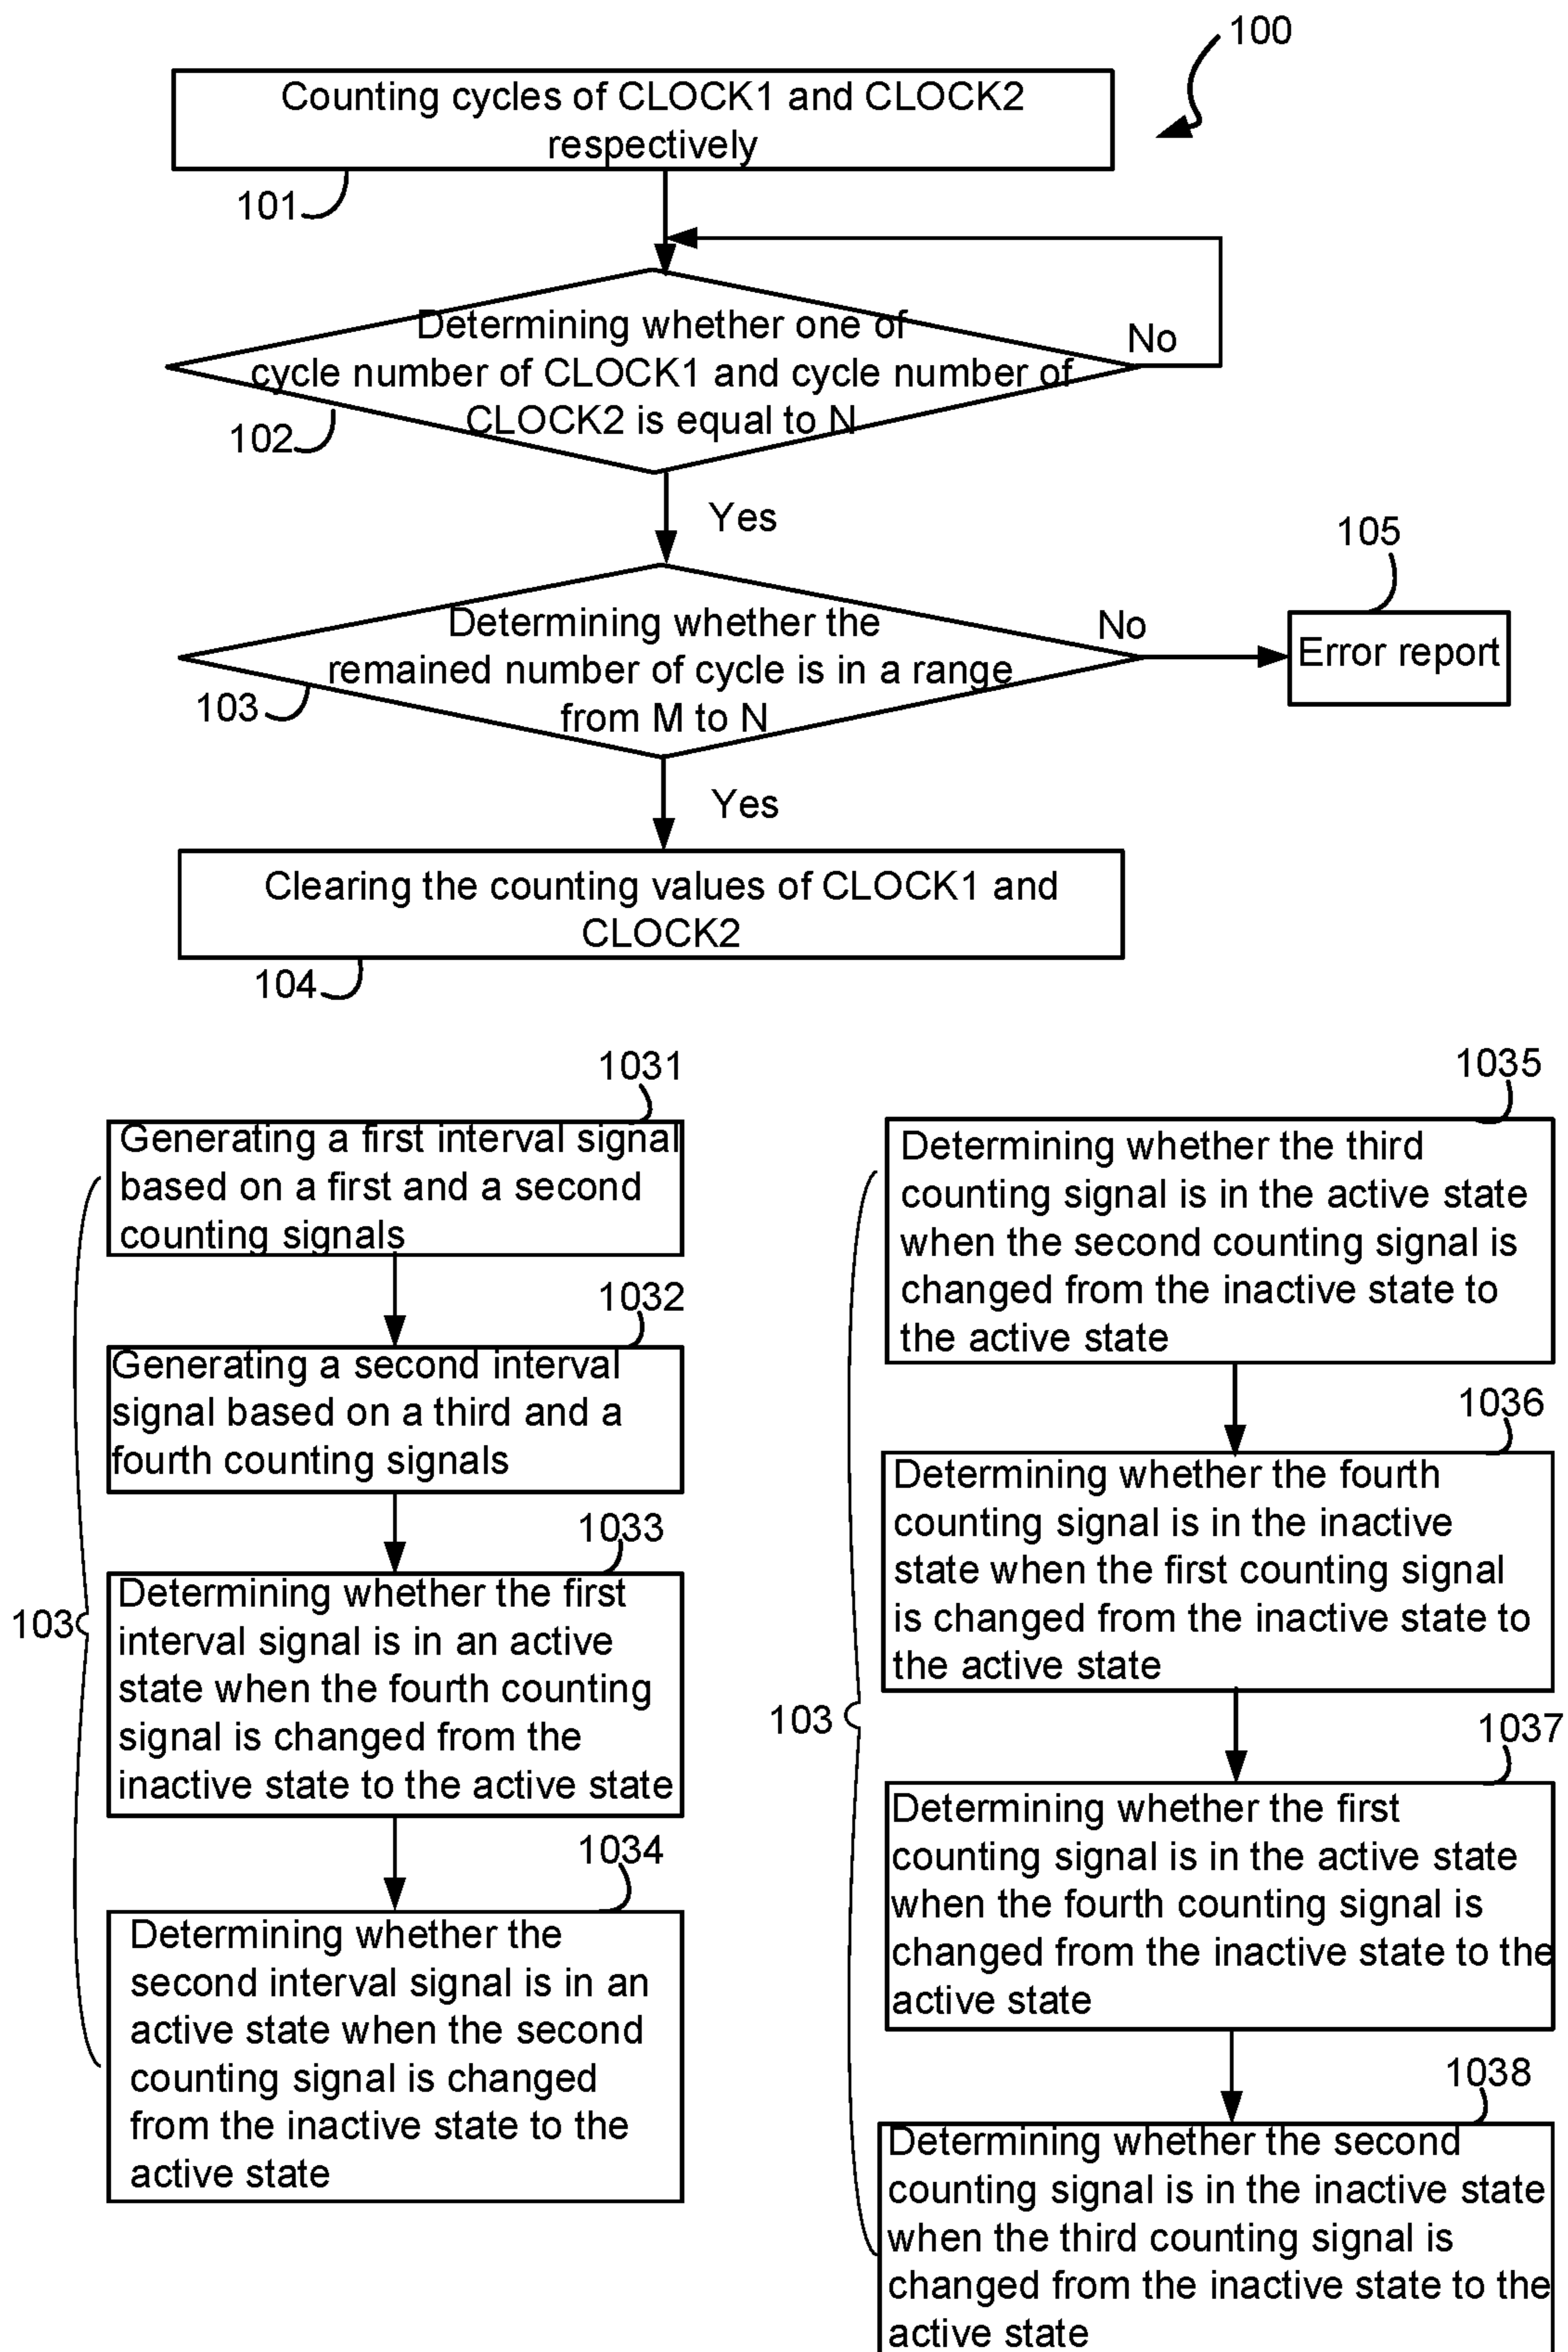 100
Counting cycles of CLOCK1 and CLOCK2
respectively
101
Determining whether one of
cycle number of CLOCK1 and cycle number of
CLOCK2 is equal to N
No
102
Yes
105
Determining whether the
remained number of cycle is in a range
from M to N
No
Error report
103
Yes
Clearing the counting values of CLOCK1 and
CLOCK2
104
1031
Generating a first interval signal
based on a first and a second
counting signals
1032
Generating a second interval
signal based on a third and a
fourth counting signals
1033
Determining whether the first
interval signal is in an active
state when the fourth counting
signal is changed from the
inactive state to the active state
103
1034
Determining whether the
second interval signal is in an
active state when the second
counting signal is changed
from the inactive state to the
active state
1035
Determining whether the third
counting signal is in the active state
when the second counting signal is
changed from the inactive state to
the active state
1036
Determining whether the fourth
counting signal is in the inactive
state when the first counting signal
is changed from the inactive state to
the active state
103
1037
Determining whether the first
counting signal is in the active state
when the fourth counting signal is
changed from the inactive state to the
active state
1038
Determining whether the second
counting signal is in the inactive state
when the third counting signal is
changed from the inactive state to the
active state